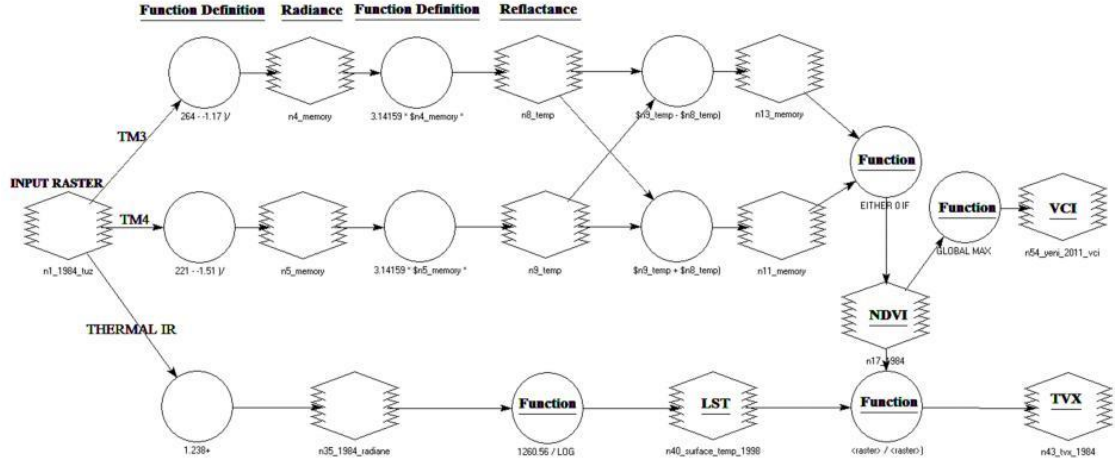 Function Definition Radiance Function Definition Reflactance
264 - -1.17 )/ n4_memory 3.14159 * $n4_memory * n8_temp $n9_temp - $n8_temp) n13_memory
TM3
Function
INPUT RASTER
EITHER 0 IF
TM4
Function VCI
n1_1984_tuz 221 - -1.51 )/ n5_memory 3.14159 * $n5_memory * n9_temp $n9_temp + $n8_temp) n11_memory
GLOBAL MAX n54_yeni_2011_vci
NDVI
THERMAL IR
n17_1984
Function LST Function TVX
1.238+ n35_1984_radiane 1260.56 / LOG n40_surface_temp_1998 <raster> / <raster>) n43_tvx_1984